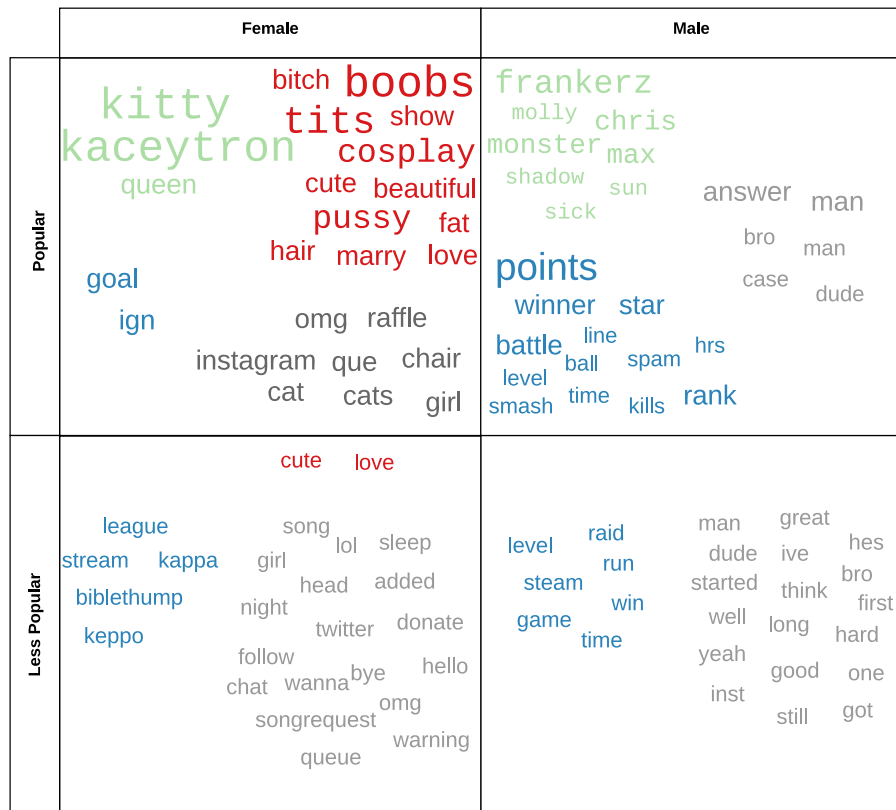 Female
Male
Popular
kitty
kaceytron
queen
bitch
boobs
tits
show
cosplay
cute
beautiful
pussy
fat
hair
marry
love
goal
ign
omg
raffle
instagram
que
chair
cat
cats
girl
frankerz
molly
chris
monster
max
shadow
sun
sick
answer
man
bro
man
case
dude
points
winner
star
battle
line
ball
spam
hrs
level
smash
time
kills
rank
Less Popular
cute
love
league
stream
kappa
biblethump
keppo
song
lol
sleep
girl
head
added
night
twitter
donate
follow
chat
wanna
bye
hello
omg
songrequest
warning
queue
level
raid
run
steam
win
game
time
man
great
dude
ive
hes
started
think
bro
first
well
long
hard
yeah
good
one
inst
still
got